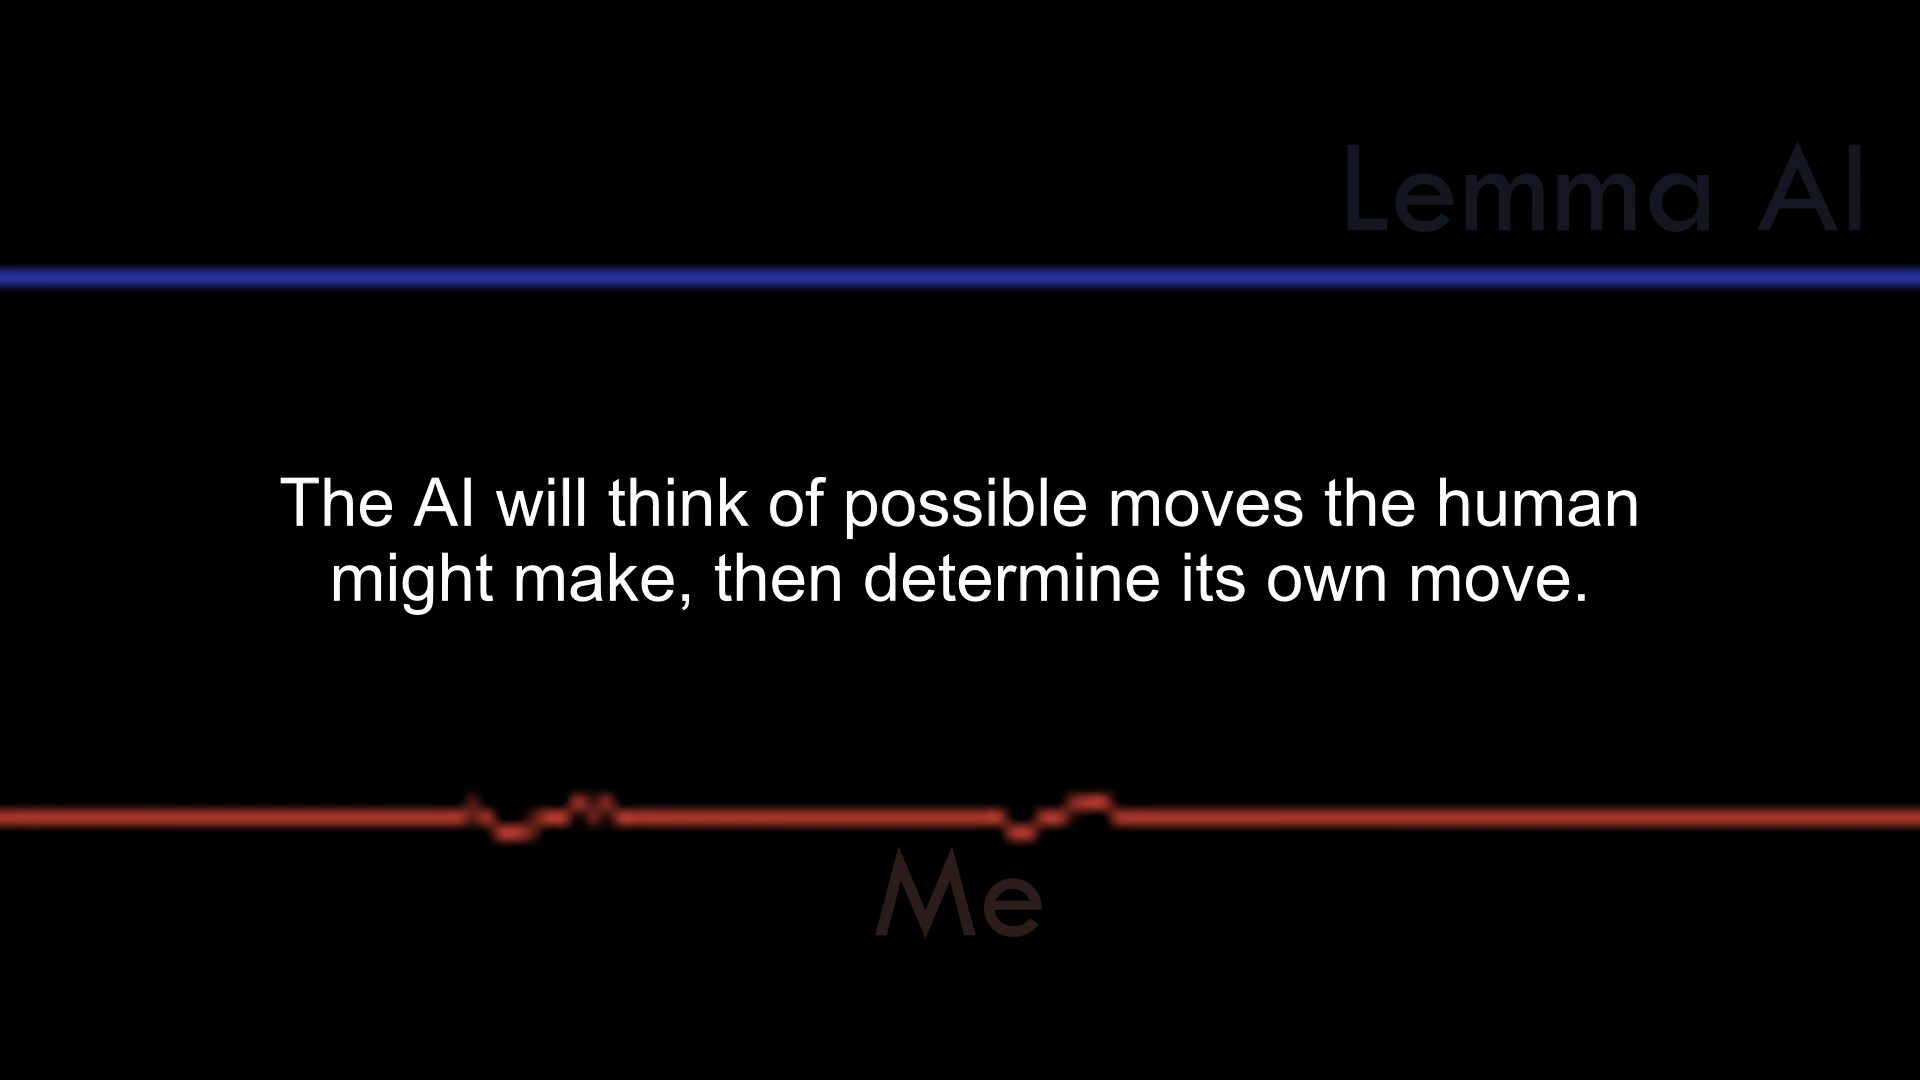 Lemma AI
The AI will think of possible moves the human
might make, then determine its own move.
Me